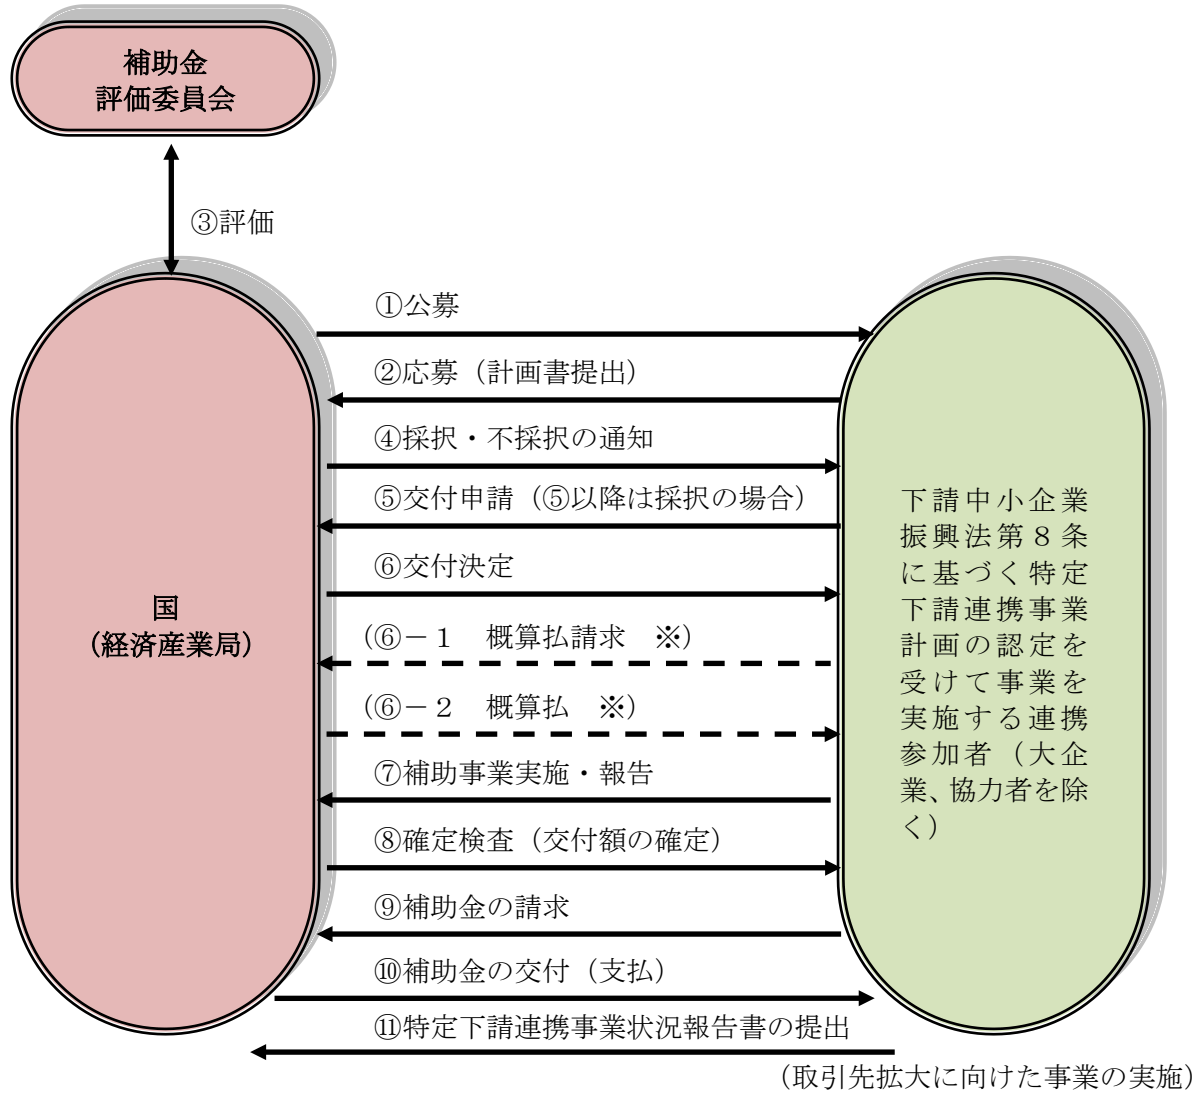 補助金
評価委員会
③評価
①公募
②応募（計画書提出）
④採択・不採択の通知
⑤交付申請（⑤以降は採択の場合）
⑥交付決定
（⑥－１　概算払請求　※）
（⑥－２　概算払　※）
⑦補助事業実施・報告
⑧確定検査（交付額の確定）
⑨補助金の請求
⑩補助金の交付（支払）
⑪特定下請連携事業状況報告書の提出
（取引先拡大に向けた事業の実施）
国
（経済産業局）
下請中小企業
振興法第８条
に基づく特定
下請連携事業
計画の認定を
受けて事業を
実施する連携
参加者（大企
業、協力者を除
く）